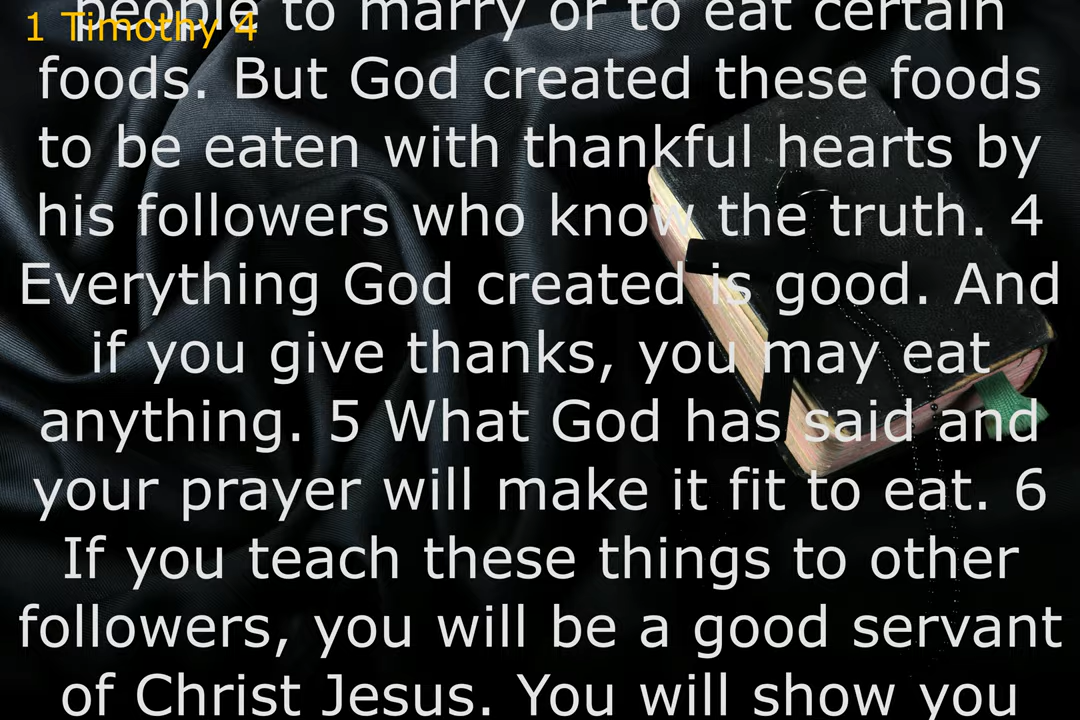 people to marry or to eat certain
1 Timothy 4
foods. But God created these foods
to be eaten with thankful hearts by
his followers who know the truth. 4
Everything God created is good. And
if you give thanks, you may eat
anything. 5 What God has said and
your prayer will make it fit to eat. 6
If you teach these things to other
followers, you will be a good servant
of Christ Jesus. You will show you